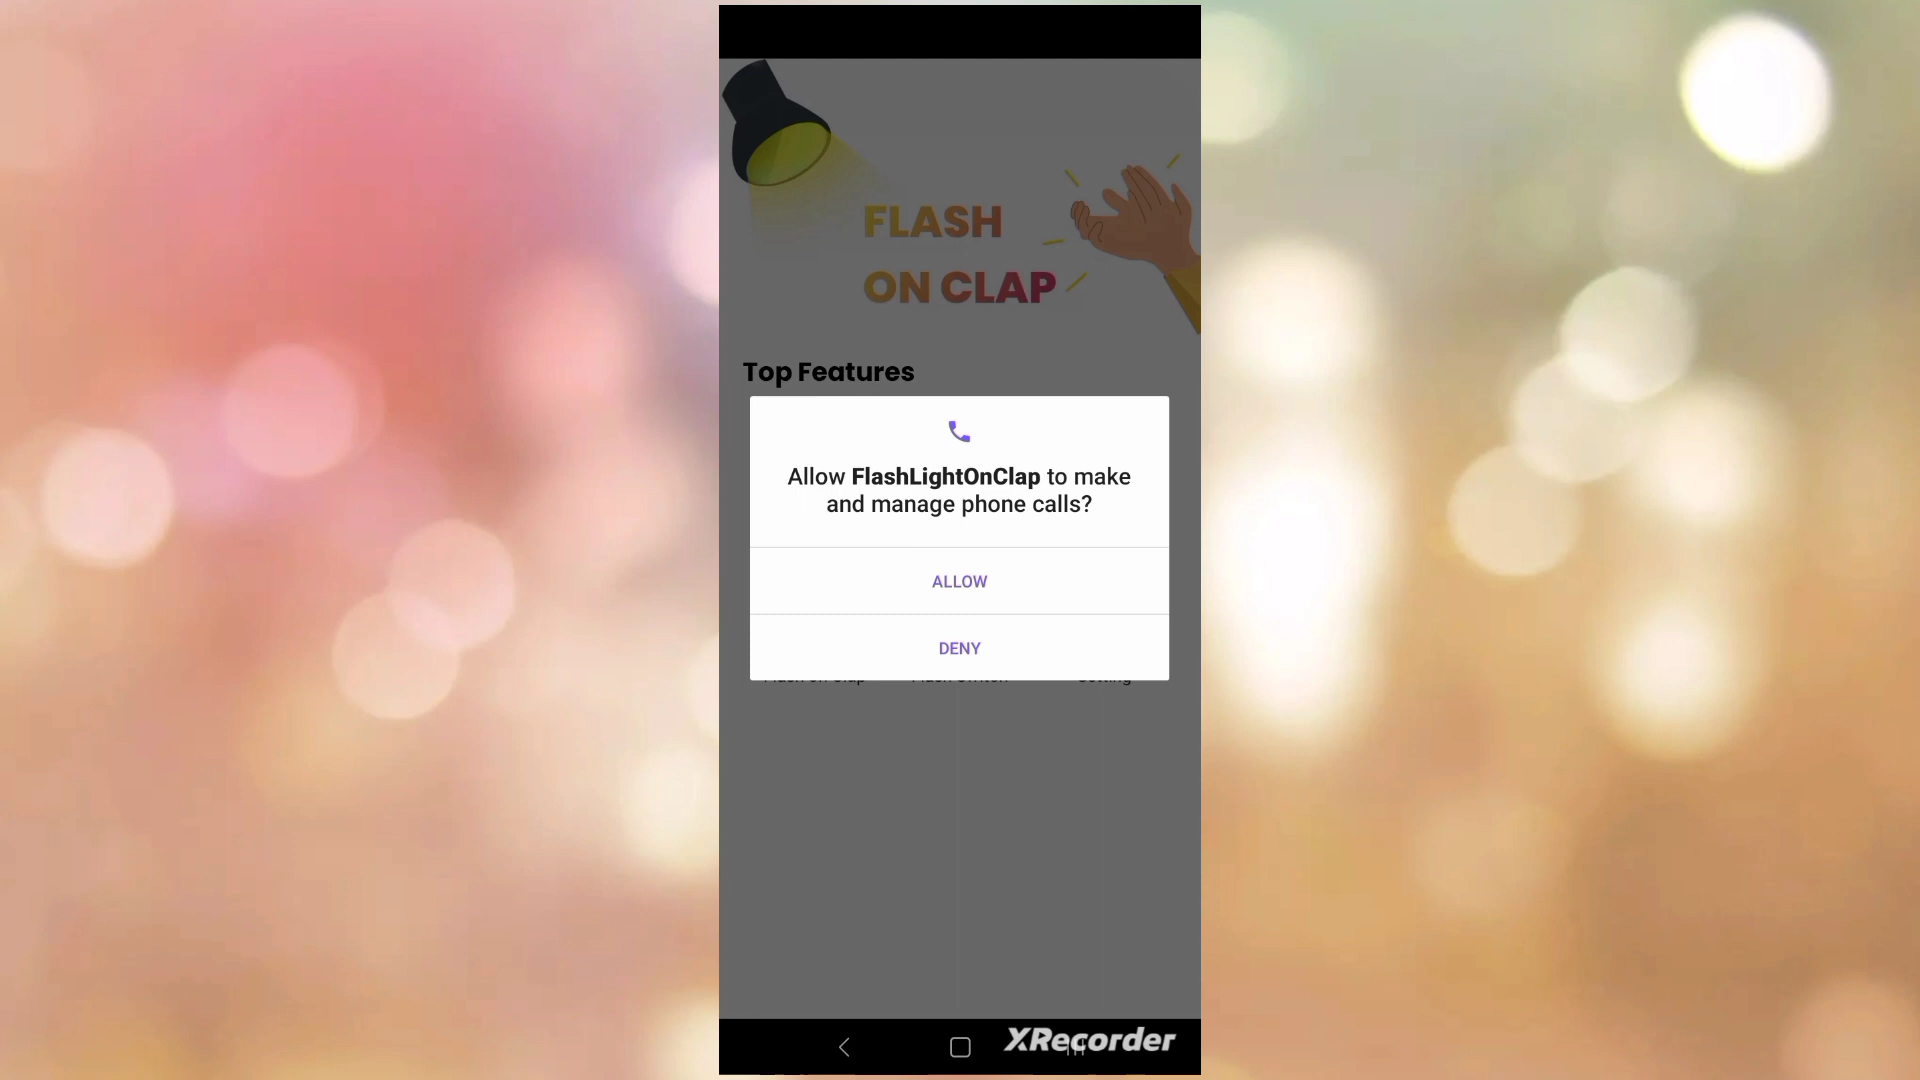 FLASH
ON CLAP
Top Features
Allow FlashLightOnClap to make
and manage phone calls?
ALLOW
DENY
XRecorder